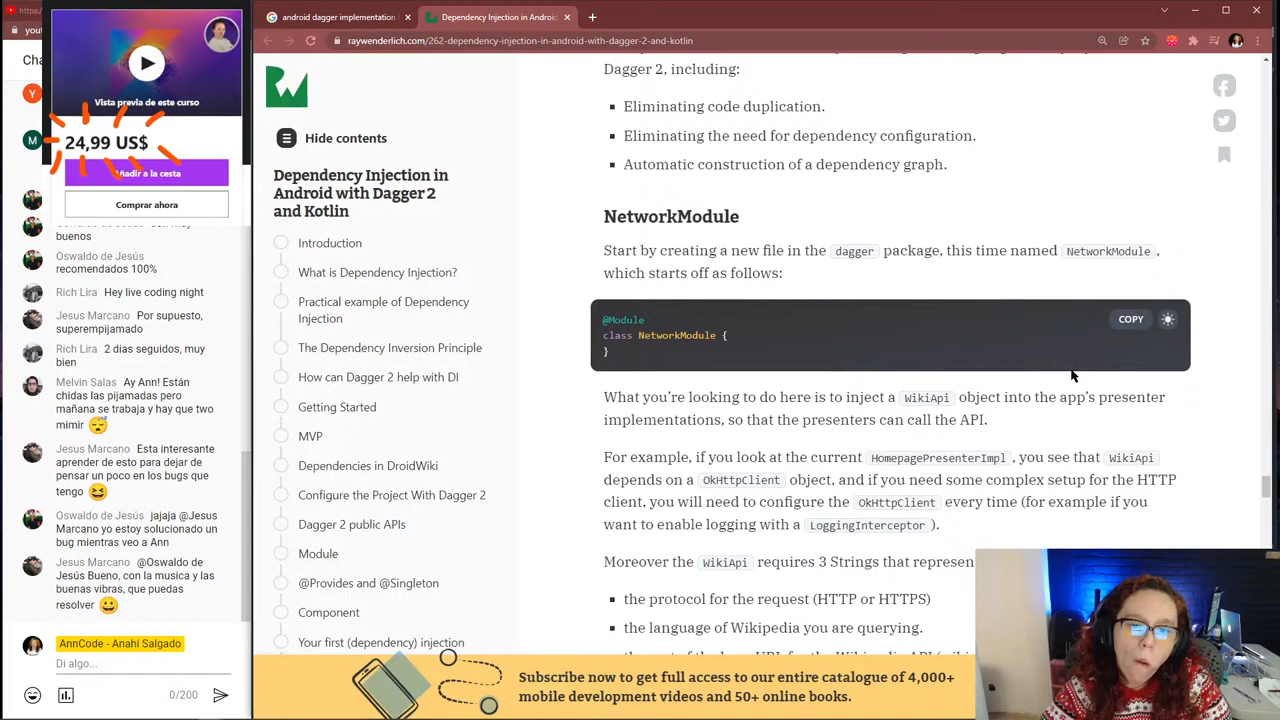 https:/
you
Cha
Vista previa de este curso
24,99 US$
Añadir a la cesta
Comprar ahora
buenos
Oswaldo de Jesús
recomendados 100%
Rich Lira Hey live coding night
Jesus Marcano Por supuesto,
superempijamado
Rich Lira 2 dias seguidos, muy
bien
Melvin Salas Ay Ann! Están
chidas las pijamadas pero
mañana se trabaja y hay que two
mimir
Jesus Marcano Esta interesante
aprender de esto para dejar de
pensar un poco en los bugs que
tengo
Oswaldo de Jesús jajaja @Jesus
Marcano yo estoy solucionado un
bug mientras veo a Ann
Jesus Marcano @Oswaldo de
Jesús Bueno, con la musica y las
buenas vibras, que puedas
resolver
AnnCode - Anahi Salgado
Di algo...
0/200
android dagger implementation
Dependency Injection in Android
raywenderlich.com/262-dependency-injection-in-android-with-dagger-2-and-kotlin
Hide contents
Dependency Injection in
Android with Dagger 2
and Kotlin
Introduction
What is Dependency Injection?
Practical example of Dependency
Injection
The Dependency Inversion Principle
How can Dagger 2 help with DI
Getting Started
MVP
Dependencies in DroidWiki
Configure the Project With Dagger 2
Dagger 2 public APIs
Module
@Provides and @Singleton
Component
Your first (dependency) injection
Dagger 2, including:
Eliminating code duplication.
Eliminating the need for dependency configuration.
Automatic construction of a dependency graph.
NetworkModule
Start by creating a new file in the dagger package, this time named NetworkModule,
which starts off as follows:
COPY
@Module
class NetworkModule {
}
What you’re looking to do here is to inject a WikiApi object into the app’s presenter
implementations, so that the presenters can call the API.
For example, if you look at the current HomepagePresenterImpl, you see that WikiApi
depends on a OkHttpClient object, and if you need some complex setup for the HTTP
client, you will need to configure the OkHttpClient every time (for example if you
want to enable logging with a LoggingInterceptor).
Moreover the WikiApi requires 3 Strings that represen
the protocol for the request (HTTP or HTTPS)
the language of Wikipedia you are querying.
Subscribe now to get full access to our entire catalogue of 4,000+
mobile development videos and 50+ online books.